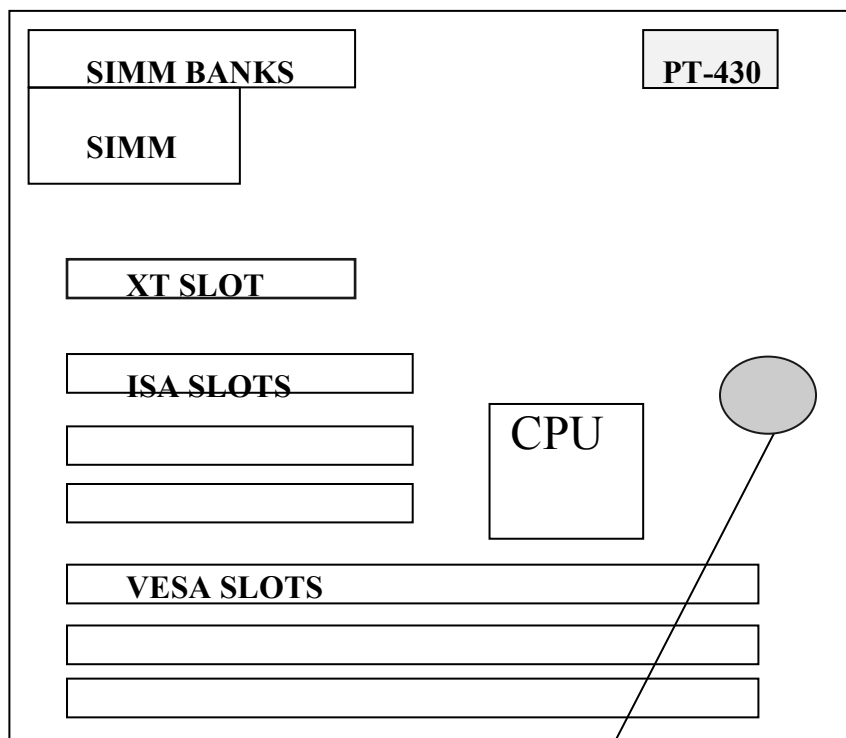 SIMM BANKS
PT-430
SIMM
XT SLOT
ISA SLOTS
CPU
VESA SLOTS